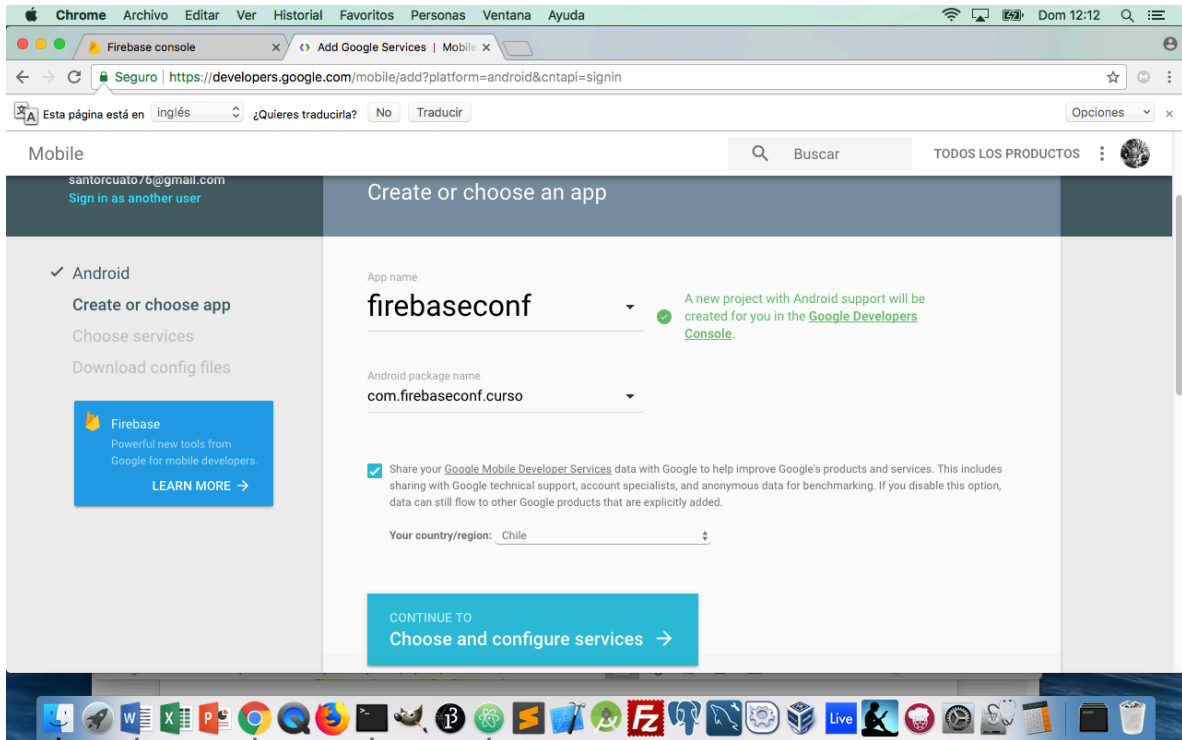 Chrome Archivo Editar Ver Historial Favoritos Personas Ventana Ayuda Dom 12:12
Firebase console
Add Google Services | Mobile
Seguro https://developers.google.com/mobile/add?platform=android&cntapi=signin
Esta página está en inglés ¿Quieres traducirla? No Traducir Opciones
Mobile Buscar TODOS LOS PRODUCTOS
santorcuato76@gmail.com
Sign in as another user
Create or choose an app
Android
Create or choose app
Choose services
Download config files
Firebase
Powerful new tools from
Google for mobile developers.
LEARN MORE →
App name
firebaseconf
A new project with Android support will be
created for you in the Google Developers
Console.
Android package name
com.firebaseconf.curso
Share your Google Mobile Developer Services data with Google to help improve Google's products and services. This includes
sharing with Google technical support, account specialists, and anonymous data for benchmarking. If you disable this option,
data can still flow to other Google products that are explicitly added.
Your country/region: Chile
CONTINUE TO
Choose and configure services →
Live